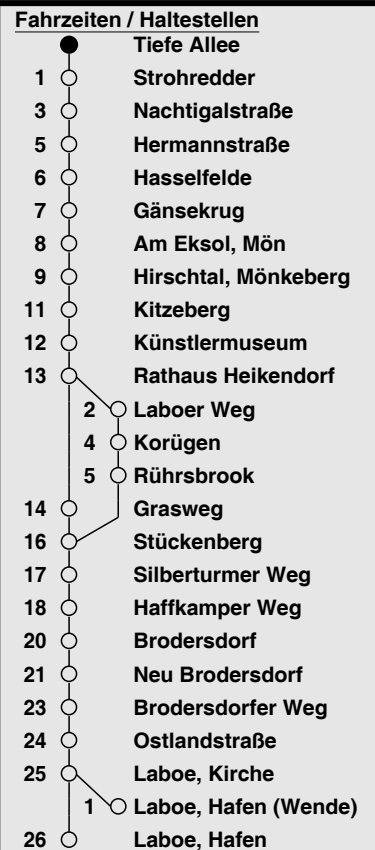 Fahrzeiten / Haltestellen
Tiefe Allee
1 Strohredder
3 Nachtigalstraße
5 Hermannstraße
6 Hasselfelde
7 Gänsekrug
8 Am Eksol, Mön
9 Hirschtal, Mönkeberg
11 Kitzeberg
12 Künstlermuseum
13 Rathaus Heikendorf
2 Laboer Weg
4 Korügen
5 Rührsbrook
14 Grasweg
16 Stückenberg
17 Silberturmer Weg
18 Haffkamper Weg
20 Brodersdorf
21 Neu Brodersdorf
23 Brodersdorfer Weg
24 Ostlandstraße
25 Laboe, Kirche
1 Laboe, Hafen (Wende)
26 Laboe, Hafen